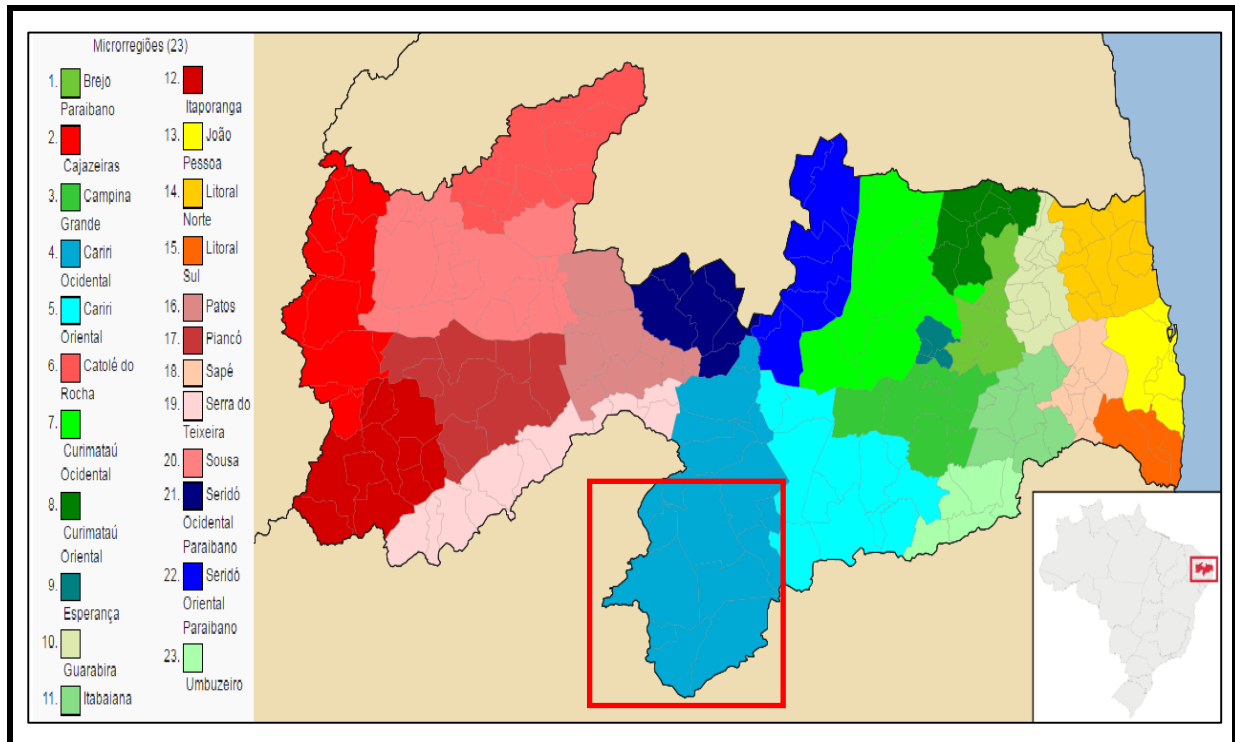 Microrregiões (23)
1. Brejo
Paraibano
2.
Cajazeiras
3. Campina
Grande
4. Cariri
Ocidental
5. Cariri
Oriental
6. Catolé do
Rocha
7.
Curimataú
Ocidental
8.
Curimataú
Oriental
9.
Esperança
10.
Guarabira
11. Itabaiana
12.
Itaporanga
13. João
Pessoa
14. Litoral
Norte
15. Litoral
Sul
16. Patos
17. Piancó
18. Sapé
19. Serra do
Teixeira
20. Sousa
21. Seridó
Ocidental
Paraibano
22. Seridó
Oriental
Paraibano
23.
Umbuzeiro